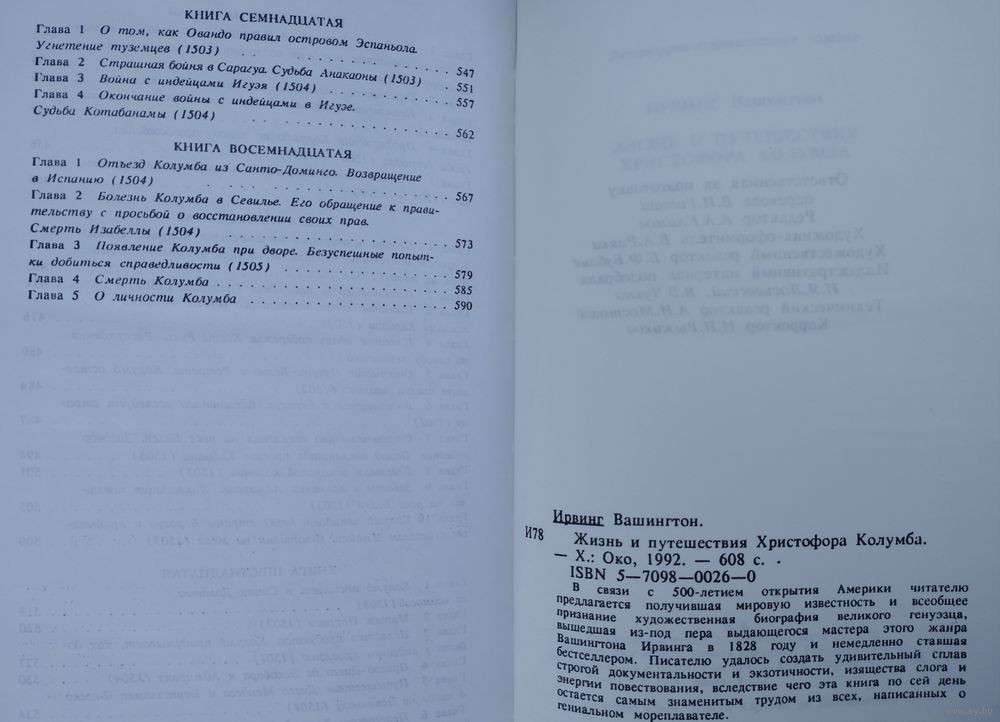 КНИГА СЕМНАДЦАТАЯ
Глава 1 О том, как Овандо правил островом Эспаньола.
Угнетение туземцев (1503) . . . . . . . . . . . . 547
Глава 2 Страшная бойня в Сарагуа. Судьба Анакаоны (1503) . . 551
Глава 3 Война с индейцами Игуэя (1504) . . . . . . . . . . 557
Глава 4 Окончание войны с индейцами в Игуэе.
Судьба Котабанамы (1504) . . . . . . . . . . . . 562
КНИГА ВОСЕМНАДЦАТАЯ
Глава 1 Отъезд Колумба из Санто-Доминго. Возвращение
в Испанию (1504) . . . . . . . . . . . . 567
Глава 2 Болезнь Колумба в Севилье. Его обращение к прави-
тельству с просьбой о восстановлении своих прав.
Смерть Изабеллы (1504) . . . . . . . . . . . . 573
Глава 3 Появление Колумба при дворе. Безуспешные попыт-
ки добиться справедливости (1505) . . . . . . . . . . 579
Глава 4 Смерть Колумба . . . . . . . . . . . . 585
Глава 5 О личности Колумба . . . . . . . . . . . . 590
Ирвинг Вашингтон.
И78 Жизнь и путешествия Христофора Колумба.
— Х.: Око, 1992. — 608 с.
ISBN 5—7098—0026—0
В связи с 500-летием открытия Америки читателю
предлагается получившая мировую известность и всеобщее
признание художественная биография великого генуэзца,
вышедшая из-под пера выдающегося мастера этого жанра
Вашингтона Ирвинга в 1828 году и немедленно ставшая
бестселлером. Писателю удалось создать удивительный сплав
строгой документальности и экзотичности, изящества слога и
энергии повествования, вследствие чего эта книга по сей день
остается самым знаменитым трудом из всех, написанных о
гениальном мореплавателе.